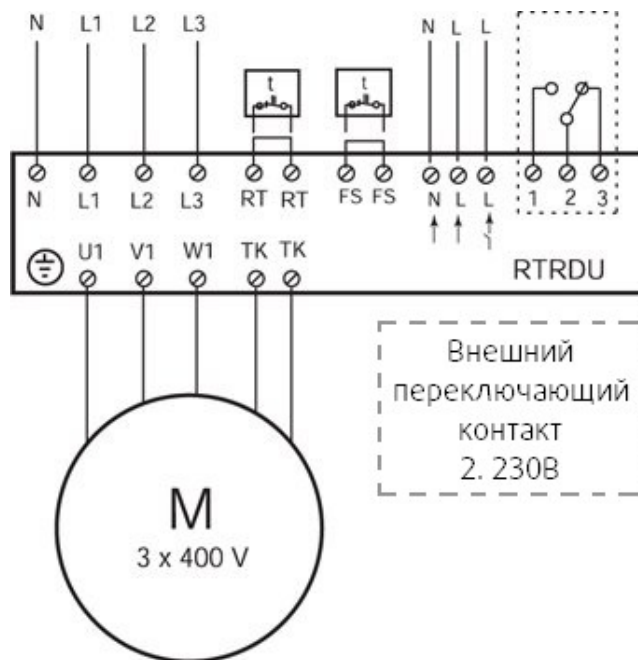 N L1 L2 L3 N L L
t t
N L1 L2 L3 RT RT FS FS N L L 1 2 3
U1 V1 W1 TK TK RTRDU
Внешний
переключающий
контакт
2. 230В
M
3 x 400 V